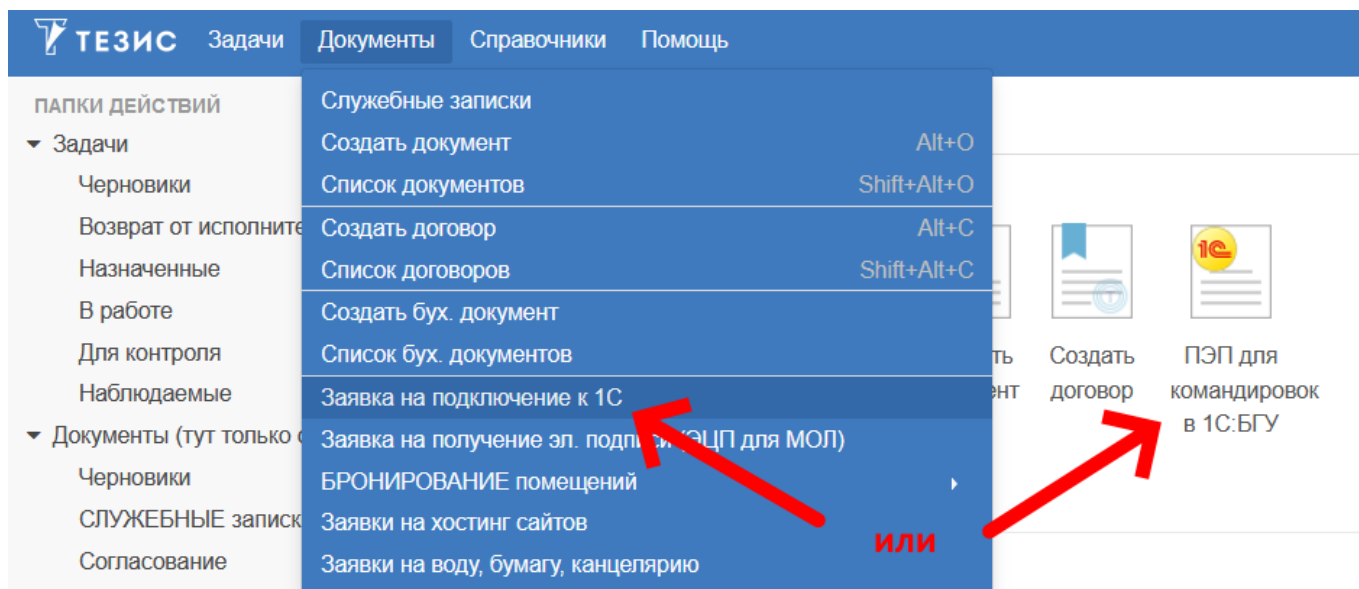 ТЕЗИС Задачи Документы Справочники Помощь
ПАПКИ ДЕЙСТВИЙ
Задачи
Черновики
Возврат от исполните
Назначенные
В работе
Для контроля
Наблюдаемые
Документы (тут только
Черновики
СЛУЖЕБНЫЕ записк
Согласование
Служебные записки
Создать документ Alt+O
Список документов Shift+Alt+O
Создать договор Alt+C
Список договоров Shift+Alt+C
Создать бух. документ
Список бух. документов
Заявка на подключение к 1С
Заявка на получение эл. подписи (ЭЦП для МОЛ)
БРОНИРОВАНИЕ помещений
Заявки на хостинг сайтов
Заявки на воду, бумагу, канцелярию
или
1С
ть
ент
Создать
договор
ПЭП для
командировок
в 1С:БГУ